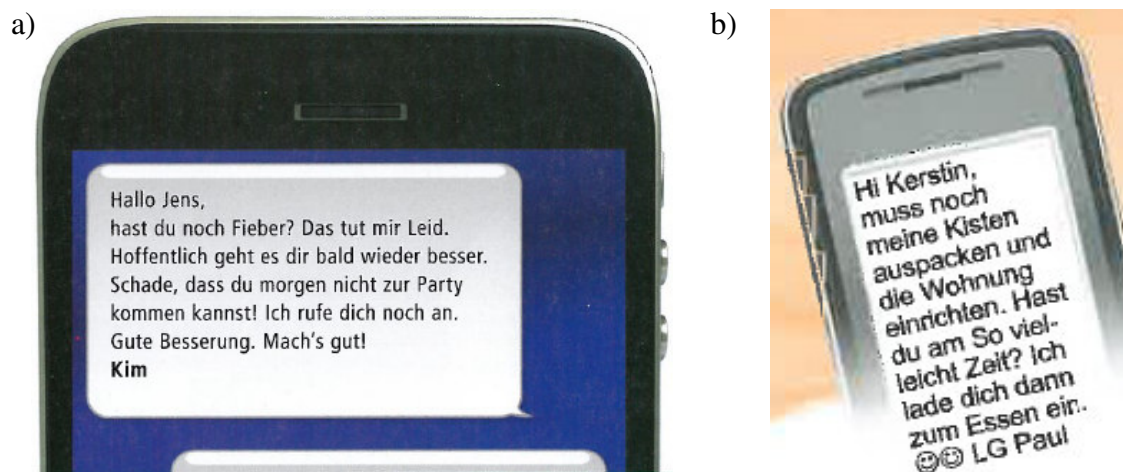 a)
Hallo Jens,
hast du noch Fieber? Das tut mir Leid.
Hoffentlich geht es dir bald wieder besser.
Schade, dass du morgen nicht zur Party
kommen kannst! Ich rufe dich noch an.
Gute Besserung. Mach's gut!
Kim
b)
Hi Kerstin,
muss noch
meine Kisten
auspacken und
die Wohnung
einrichten. Hast
du am So viel-
leicht Zeit? Ich
lade dich dann
zum Essen ein.
☺☺ LG Paul